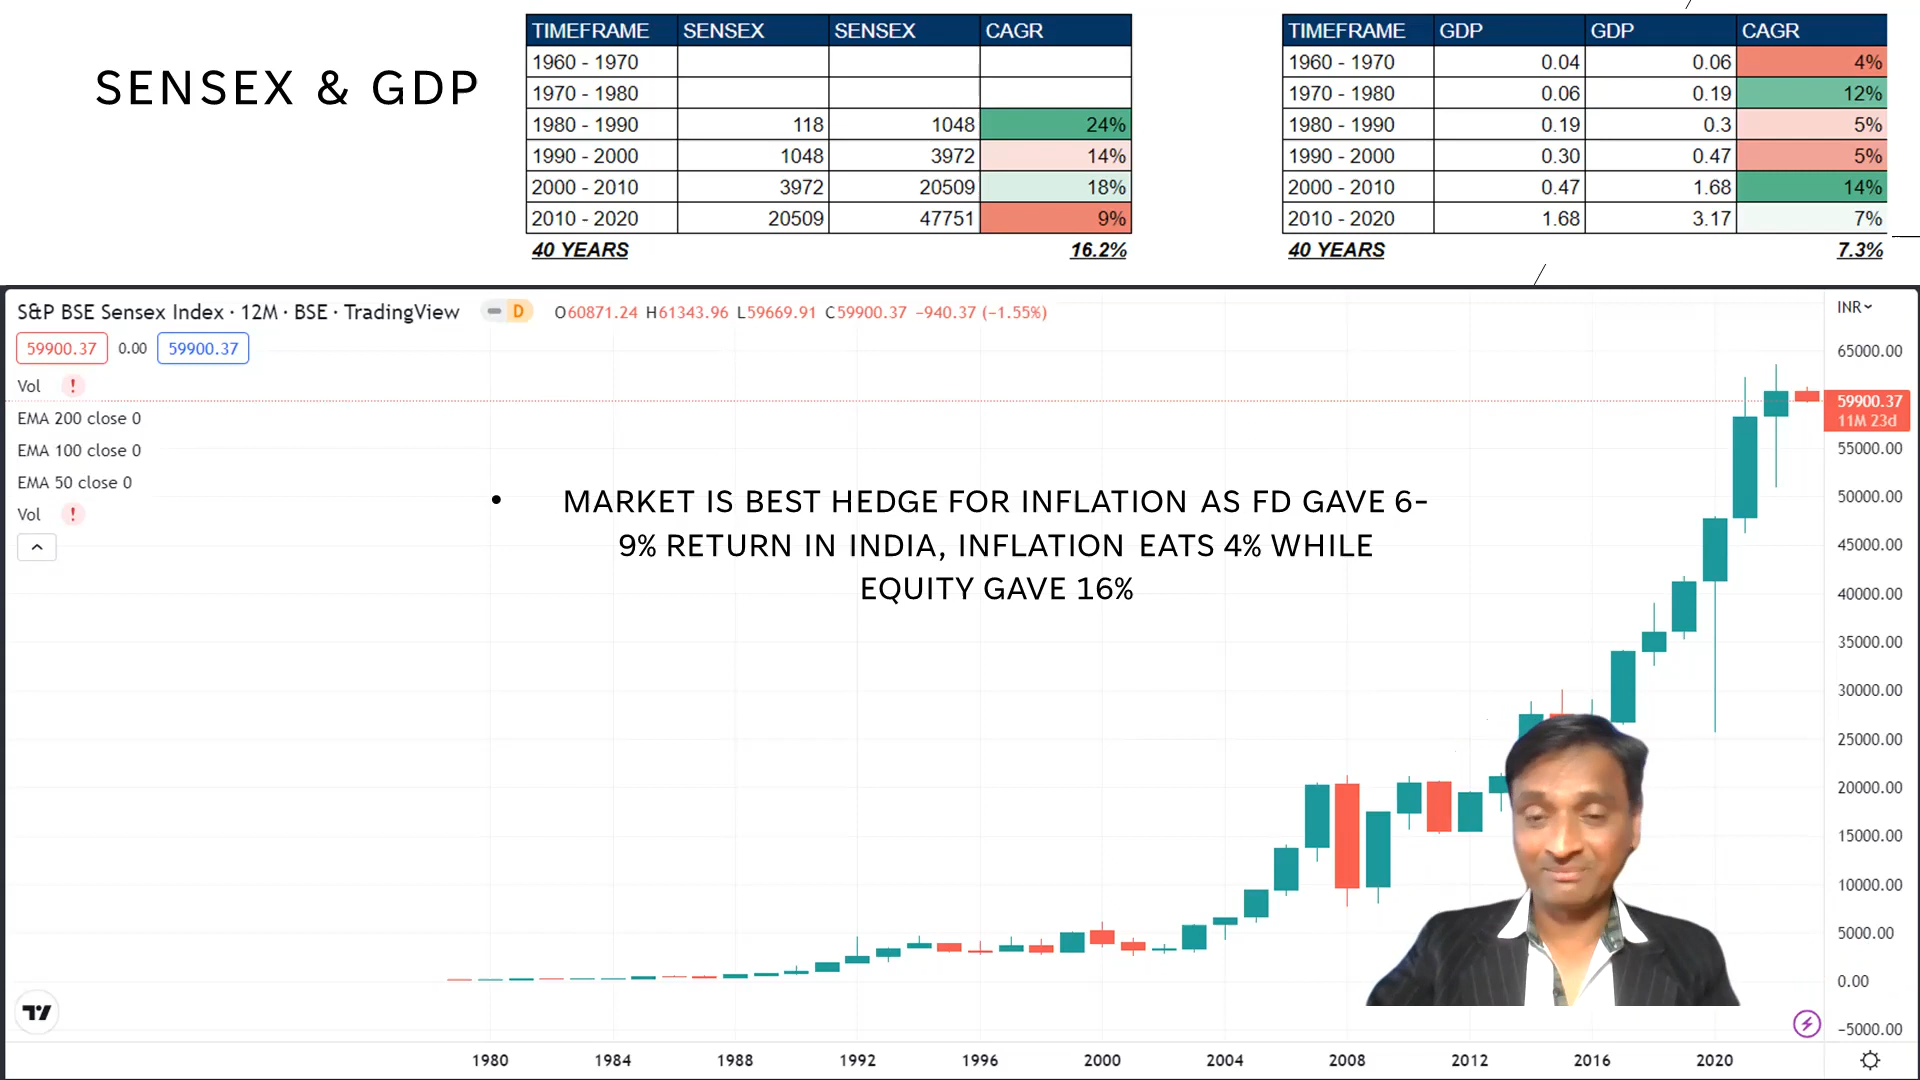 SENSEX & GDP
TIMEFRAME SENSEX SENSEX CAGR
1960 - 1970
1970 - 1980
1980 - 1990 118 1048 24%
1990 - 2000 1048 3972 14%
2000 - 2010 3972 20509 18%
2010 - 2020 20509 47751 9%
40 YEARS 16.2%
TIMEFRAME GDP GDP CAGR
1960 - 1970 0.04 0.06 4%
1970 - 1980 0.06 0.19 12%
1980 - 1990 0.19 0.3 5%
1990 - 2000 0.30 0.47 5%
2000 - 2010 0.47 1.68 14%
2010 - 2020 1.68 3.17 7%
40 YEARS 7.3%
S&P BSE Sensex Index · 12M · BSE · TradingView D O60871.24 H61343.96 L59669.91 C59900.37 −940.37 (−1.55%)
59900.37 0.00 59900.37
Vol !
EMA 200 close 0
EMA 100 close 0
EMA 50 close 0
Vol !
• MARKET IS BEST HEDGE FOR INFLATION AS FD GAVE 6-
9% RETURN IN INDIA, INFLATION EATS 4% WHILE
EQUITY GAVE 16%
INR
65000.00
59900.37
11M 23d
55000.00
50000.00
45000.00
40000.00
35000.00
30000.00
25000.00
20000.00
15000.00
10000.00
5000.00
0.00
−5000.00
1980 1984 1988 1992 1996 2000 2004 2008 2012 2016 2020